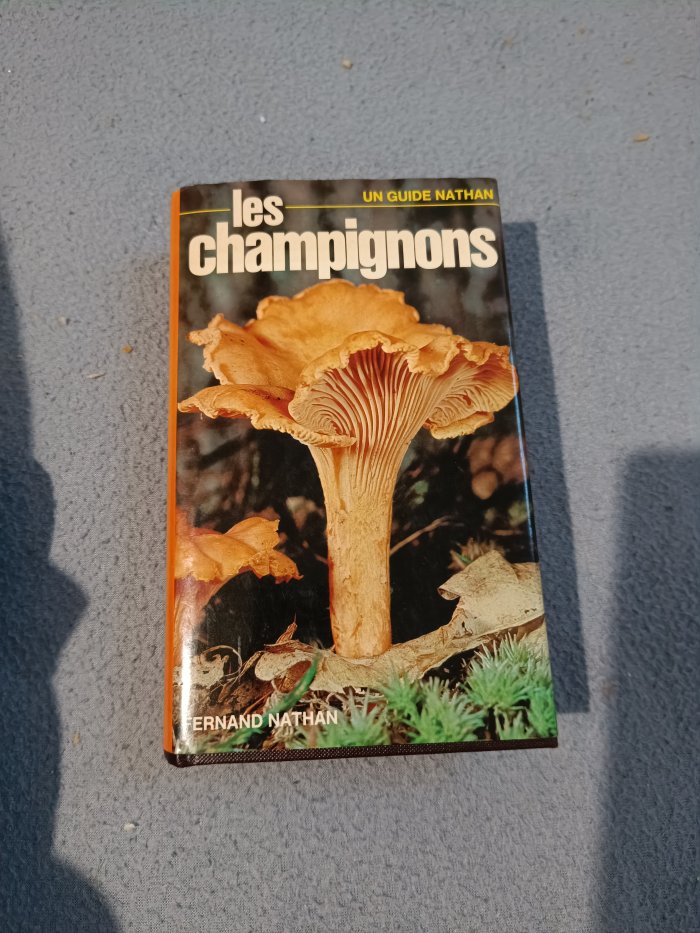 UN GUIDE NATHAN
les
champignons
FERNAND NATHAN